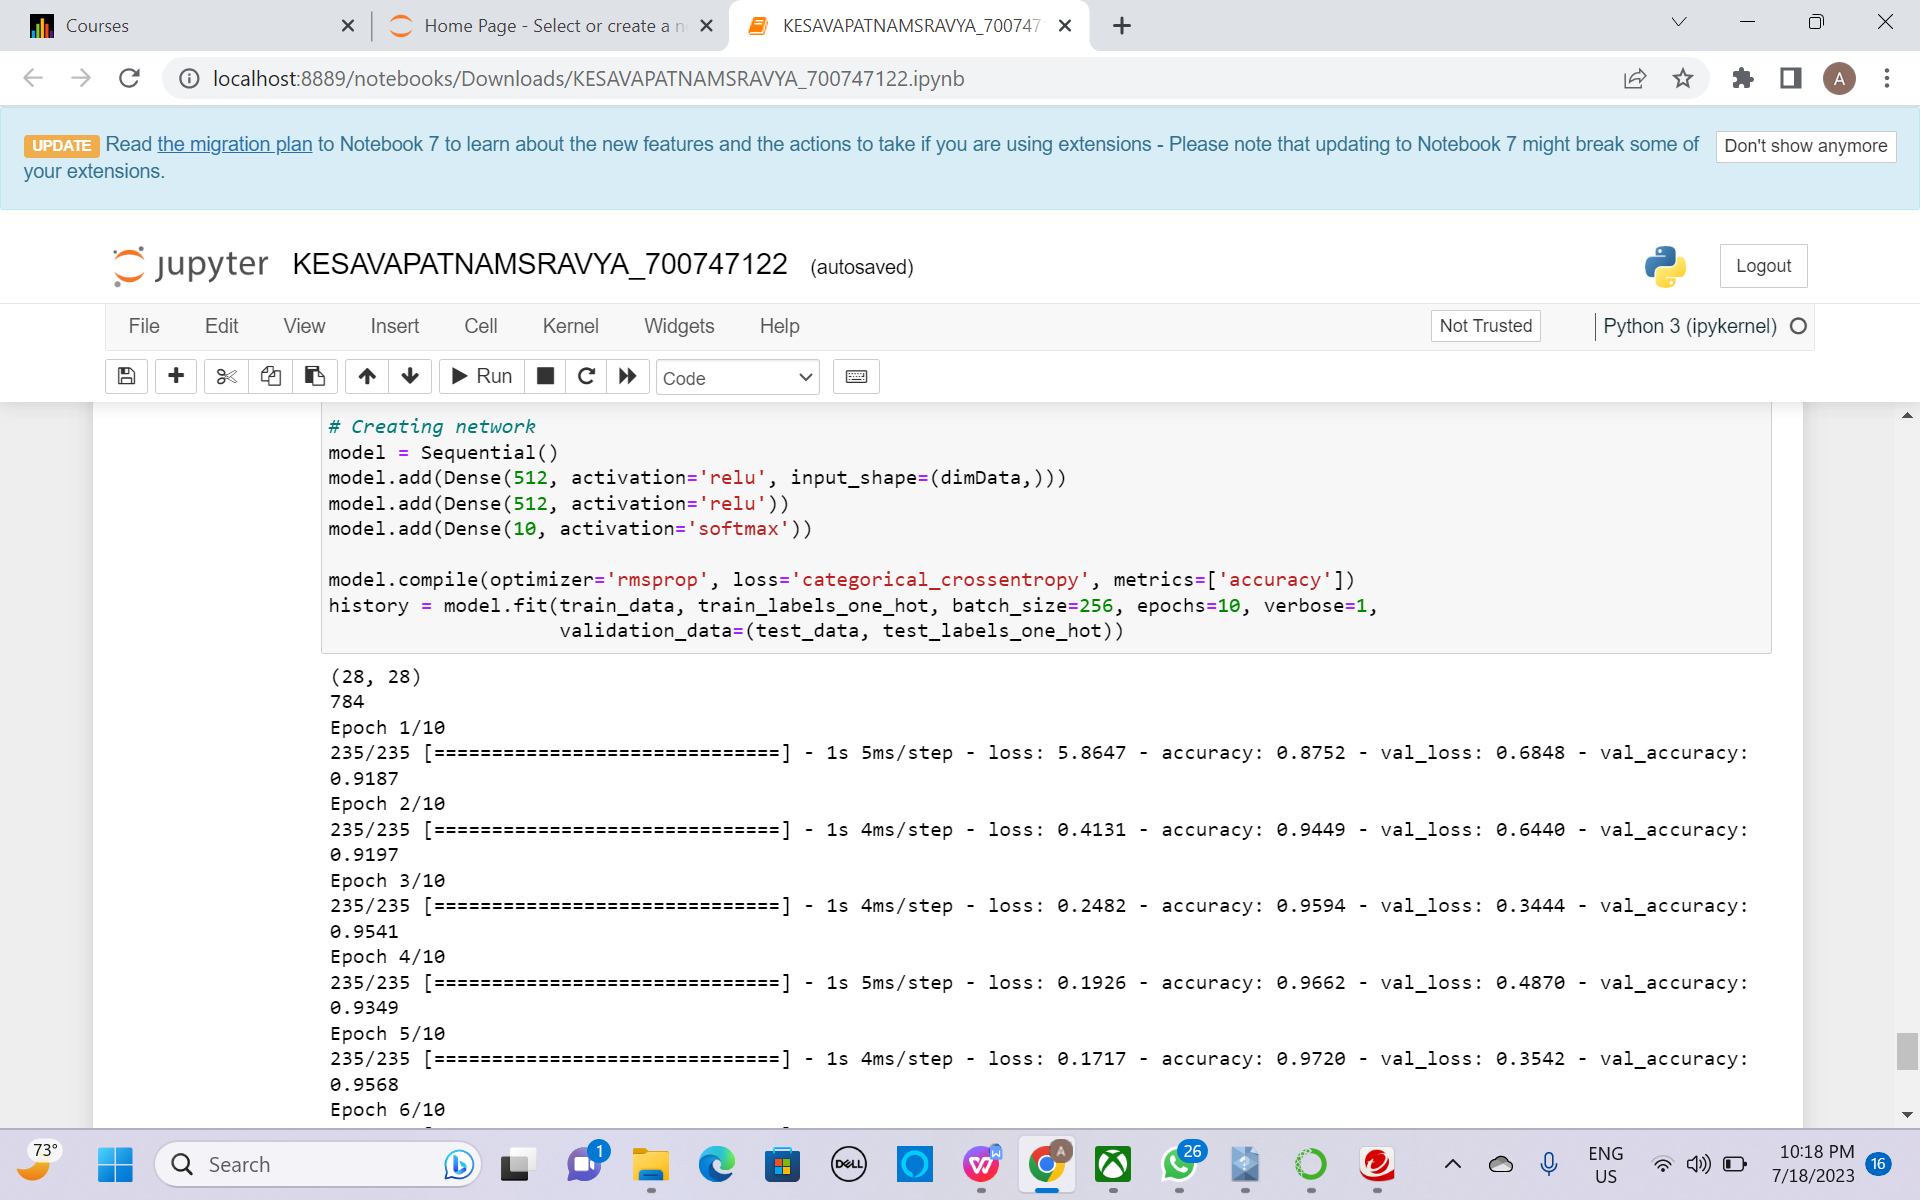 Courses
Home Page - Select or create a n
KESAVAPATNAMSRAVYA_700747
localhost:8889/notebooks/Downloads/KESAVAPATNAMSRAVYA_700747122.ipynb
A
UPDATE Read the migration plan to Notebook 7 to learn about the new features and the actions to take if you are using extensions - Please note that updating to Notebook 7 might break some of
your extensions.
Don't show anymore
jupyter KESAVAPATNAMSRAVYA_700747122 (autosaved)
Logout
File Edit View Insert Cell Kernel Widgets Help
Not Trusted
Python 3 (ipykernel)
Run
Code
# Creating network
model = Sequential()
model.add(Dense(512, activation='relu', input_shape=(dimData,)))
model.add(Dense(512, activation='relu'))
model.add(Dense(10, activation='softmax'))
model.compile(optimizer='rmsprop', loss='categorical_crossentropy', metrics=['accuracy'])
history = model.fit(train_data, train_labels_one_hot, batch_size=256, epochs=10, verbose=1,
validation_data=(test_data, test_labels_one_hot))
(28, 28)
784
Epoch 1/10
235/235 [==============================] - 1s 5ms/step - loss: 5.8647 - accuracy: 0.8752 - val_loss: 0.6848 - val_accuracy:
0.9187
Epoch 2/10
235/235 [==============================] - 1s 4ms/step - loss: 0.4131 - accuracy: 0.9449 - val_loss: 0.6440 - val_accuracy:
0.9197
Epoch 3/10
235/235 [==============================] - 1s 4ms/step - loss: 0.2482 - accuracy: 0.9594 - val_loss: 0.3444 - val_accuracy:
0.9541
Epoch 4/10
235/235 [==============================] - 1s 5ms/step - loss: 0.1926 - accuracy: 0.9662 - val_loss: 0.4870 - val_accuracy:
0.9349
Epoch 5/10
235/235 [==============================] - 1s 4ms/step - loss: 0.1717 - accuracy: 0.9720 - val_loss: 0.3542 - val_accuracy:
0.9568
Epoch 6/10
73°
Search
1
DELL
W
A
26
ENG
US
10:18 PM
7/18/2023
16